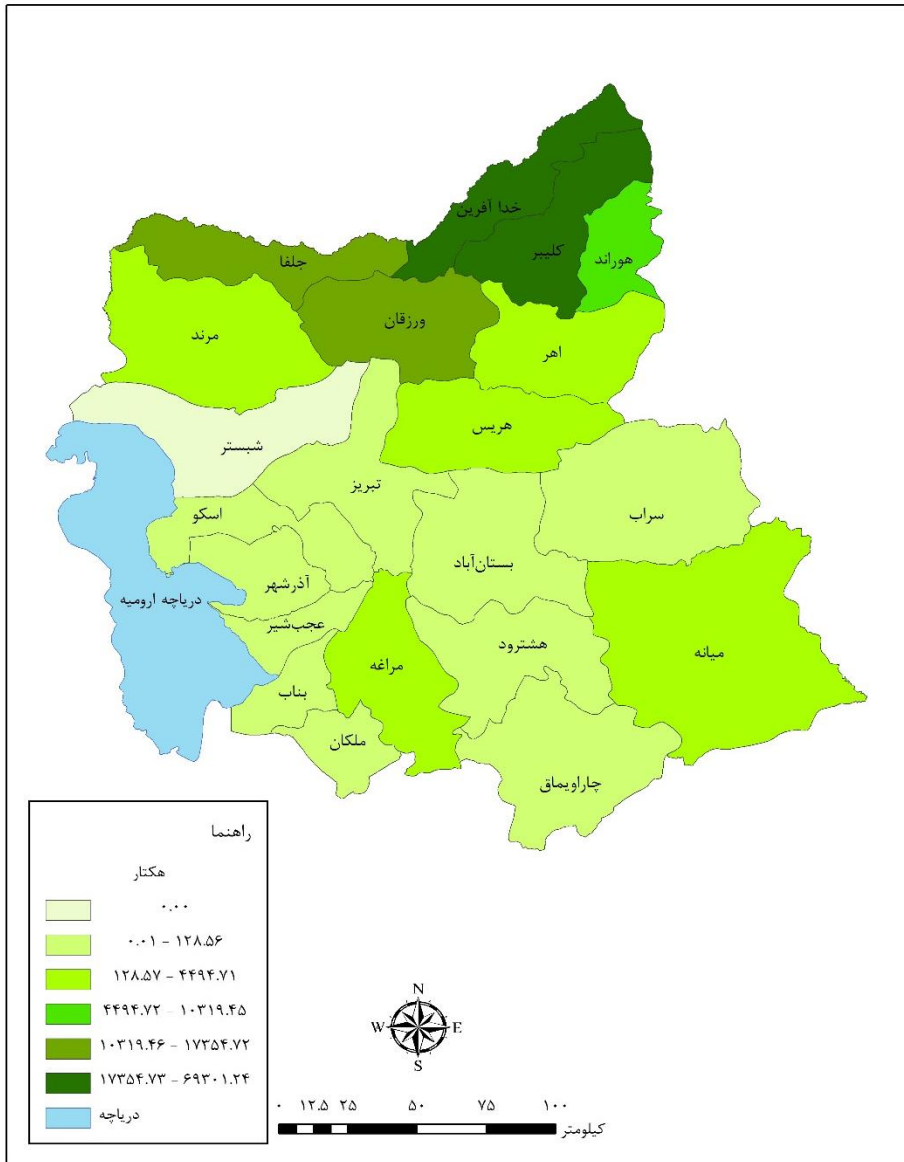 خدا آفرین
کلیبر
هوراند
جلفا
ورزقان
مرند
اهر
هریس
شبستر
تبریز
سراب
اسکو
بستان‌آباد
آذرشهر
دریاچه ارومیه
عجب‌شیر
هشترود
میانه
مراغه
بناب
ملکان
چاراویماق
راهنما
هکتار
۰.۰۰
۰.۰۱ - ۱۲۸.۵۶
۱۲۸.۵۷ - ۴۴۹۴.۷۱
۴۴۹۴.۷۲ - ۱۰۳۱۹.۴۵
۱۰۳۱۹.۴۶ - ۱۷۳۵۴.۷۲
۱۷۳۵۴.۷۳ - ۶۹۳۰۱.۲۴
دریاچه
N
W E
S
۰ ۱۲.۵ ۲۵ ۵۰ ۷۵ ۱۰۰
کیلومتر